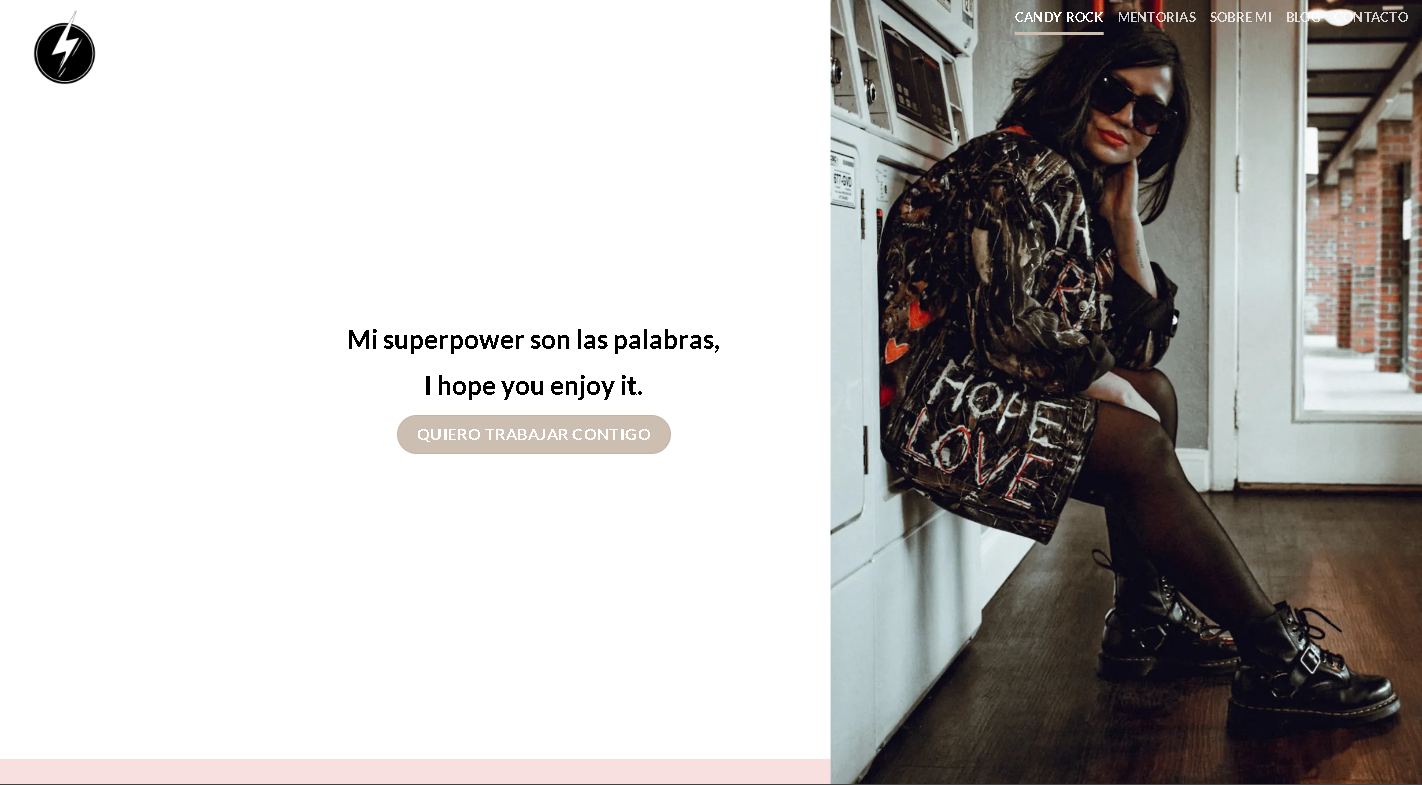 CANDY ROCK MENTORIAS SOBRE MI BLOG CONTACTO
Mi superpower son las palabras,
I hope you enjoy it.
QUIERO TRABAJAR CONTIGO
HOPE
LOVE